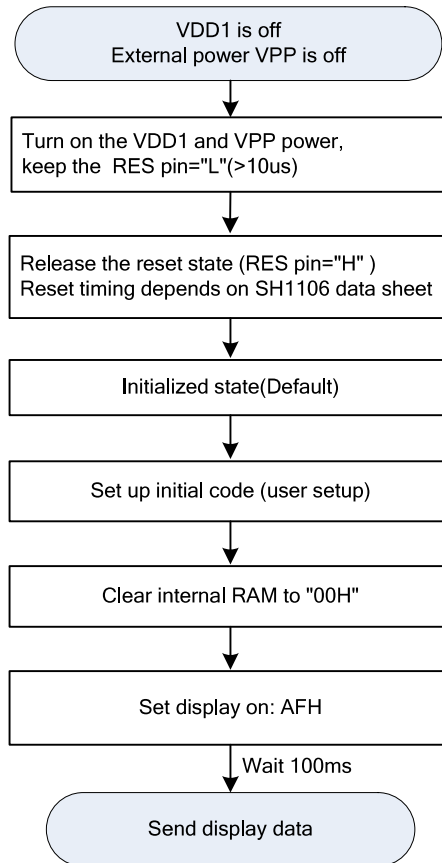 VDD1 is off
External power VPP is off
Turn on the VDD1 and VPP power,
keep the RES pin="L"(>10us)
Release the reset state (RES pin="H" )
Reset timing depends on SH1106 data sheet
Initialized state(Default)
Set up initial code (user setup)
Clear internal RAM to "00H"
Set display on: AFH
Wait 100ms
Send display data